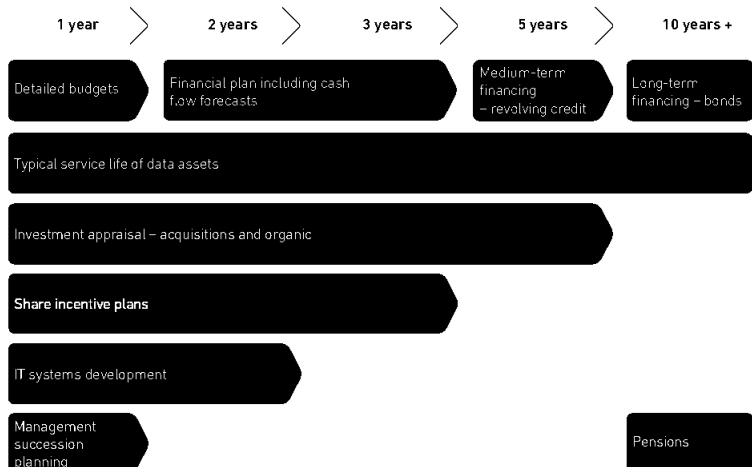 1 year
2 years
3 years
5 years
10 years +
Detailed budgets
Financial plan including cash
flow forecasts
Medium-term
financing
– revolving credit
Long-term
financing – bonds
Typical service life of data assets
Investment appraisal – acquisitions and organic
Share incentive plans
IT systems development
Management
succession
planning
Pensions